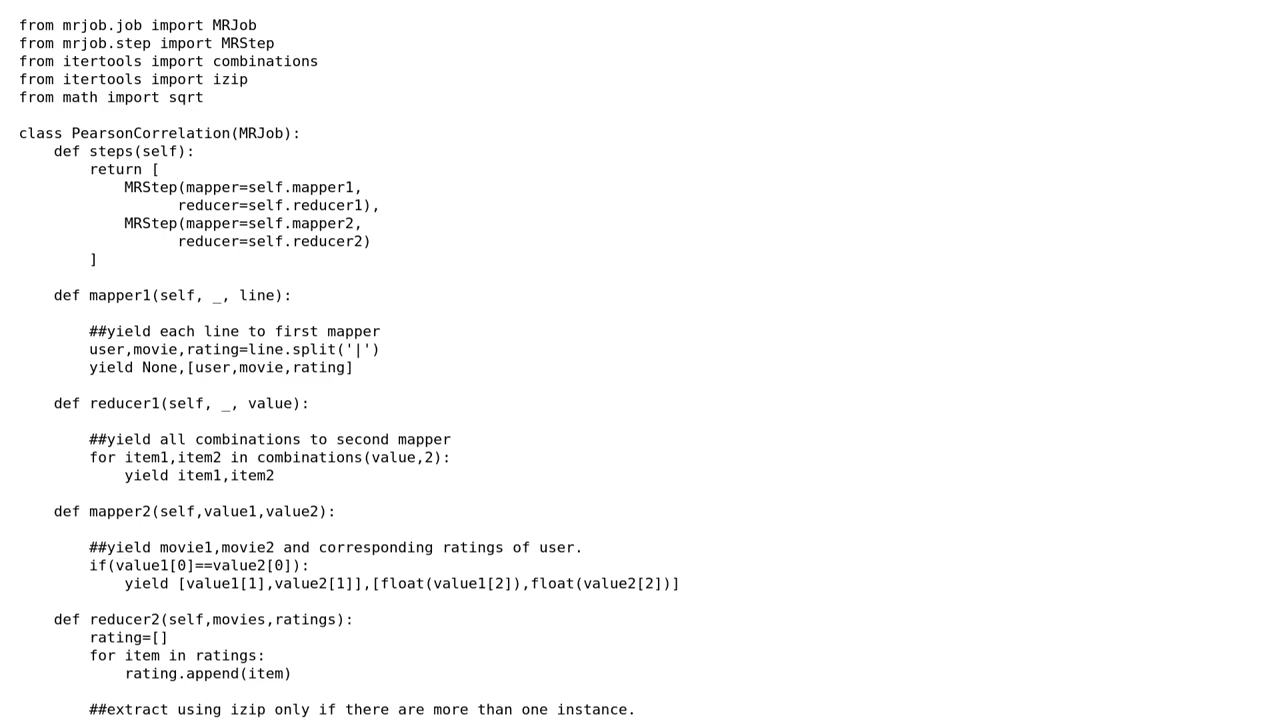 from mrjob.job import MRJob
from mrjob.step import MRStep
from itertools import combinations
from itertools import izip
from math import sqrt

class PearsonCorrelation(MRJob):
    def steps(self):
        return [
            MRStep(mapper=self.mapper1,
                  reducer=self.reducer1),
            MRStep(mapper=self.mapper2,
                  reducer=self.reducer2)
        ]

    def mapper1(self, _, line):

        ##yield each line to first mapper
        user,movie,rating=line.split('|')
        yield None,[user,movie,rating]

    def reducer1(self, _, value):

        ##yield all combinations to second mapper
        for item1,item2 in combinations(value,2):
            yield item1,item2

    def mapper2(self,value1,value2):

        ##yield movie1,movie2 and corresponding ratings of user.
        if(value1[0]==value2[0]):
            yield [value1[1],value2[1]],[float(value1[2]),float(value2[2])]

    def reducer2(self,movies,ratings):
        rating=[]
        for item in ratings:
            rating.append(item)

        ##extract using izip only if there are more than one instance.